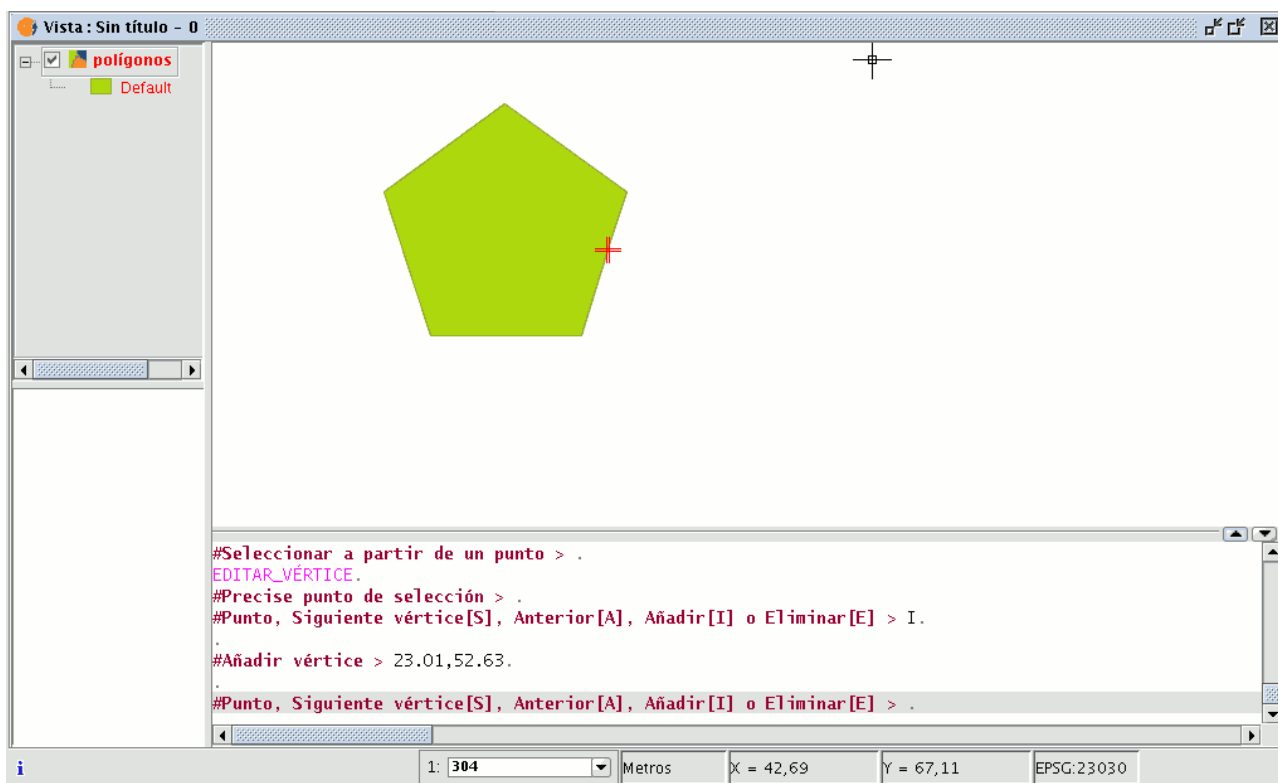 Vista : Sin título - 0
polígonos
Default
#Seleccionar a partir de un punto > .
EDITAR_VÉRTICE.
#Precise punto de selección > .
#Punto, Siguiente vértice[S], Anterior[A], Añadir[I] o Eliminar[E] > I.
.
#Añadir vértice > 23.01,52.63.
.
#Punto, Siguiente vértice[S], Anterior[A], Añadir[I] o Eliminar[E] > .
i 1: 304 Metros X = 42,69 Y = 67,11 EPSG:23030